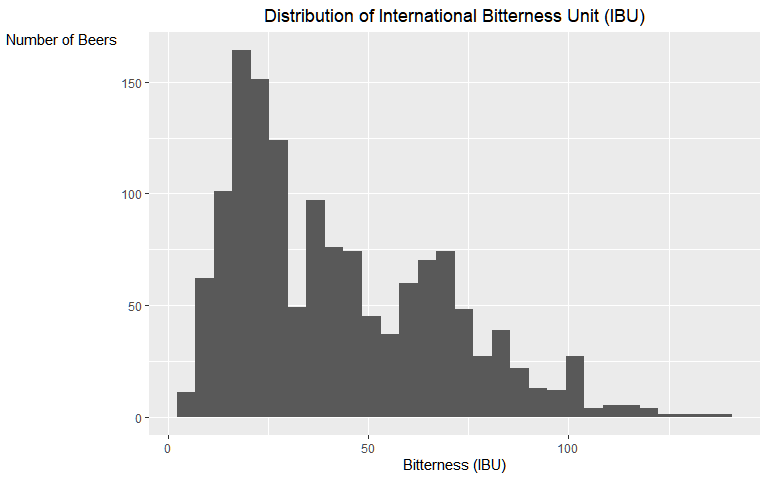 Distribution of International Bitterness Unit (IBU)
Number of Beers
150
100
50
0
0 50 100
Bitterness (IBU)